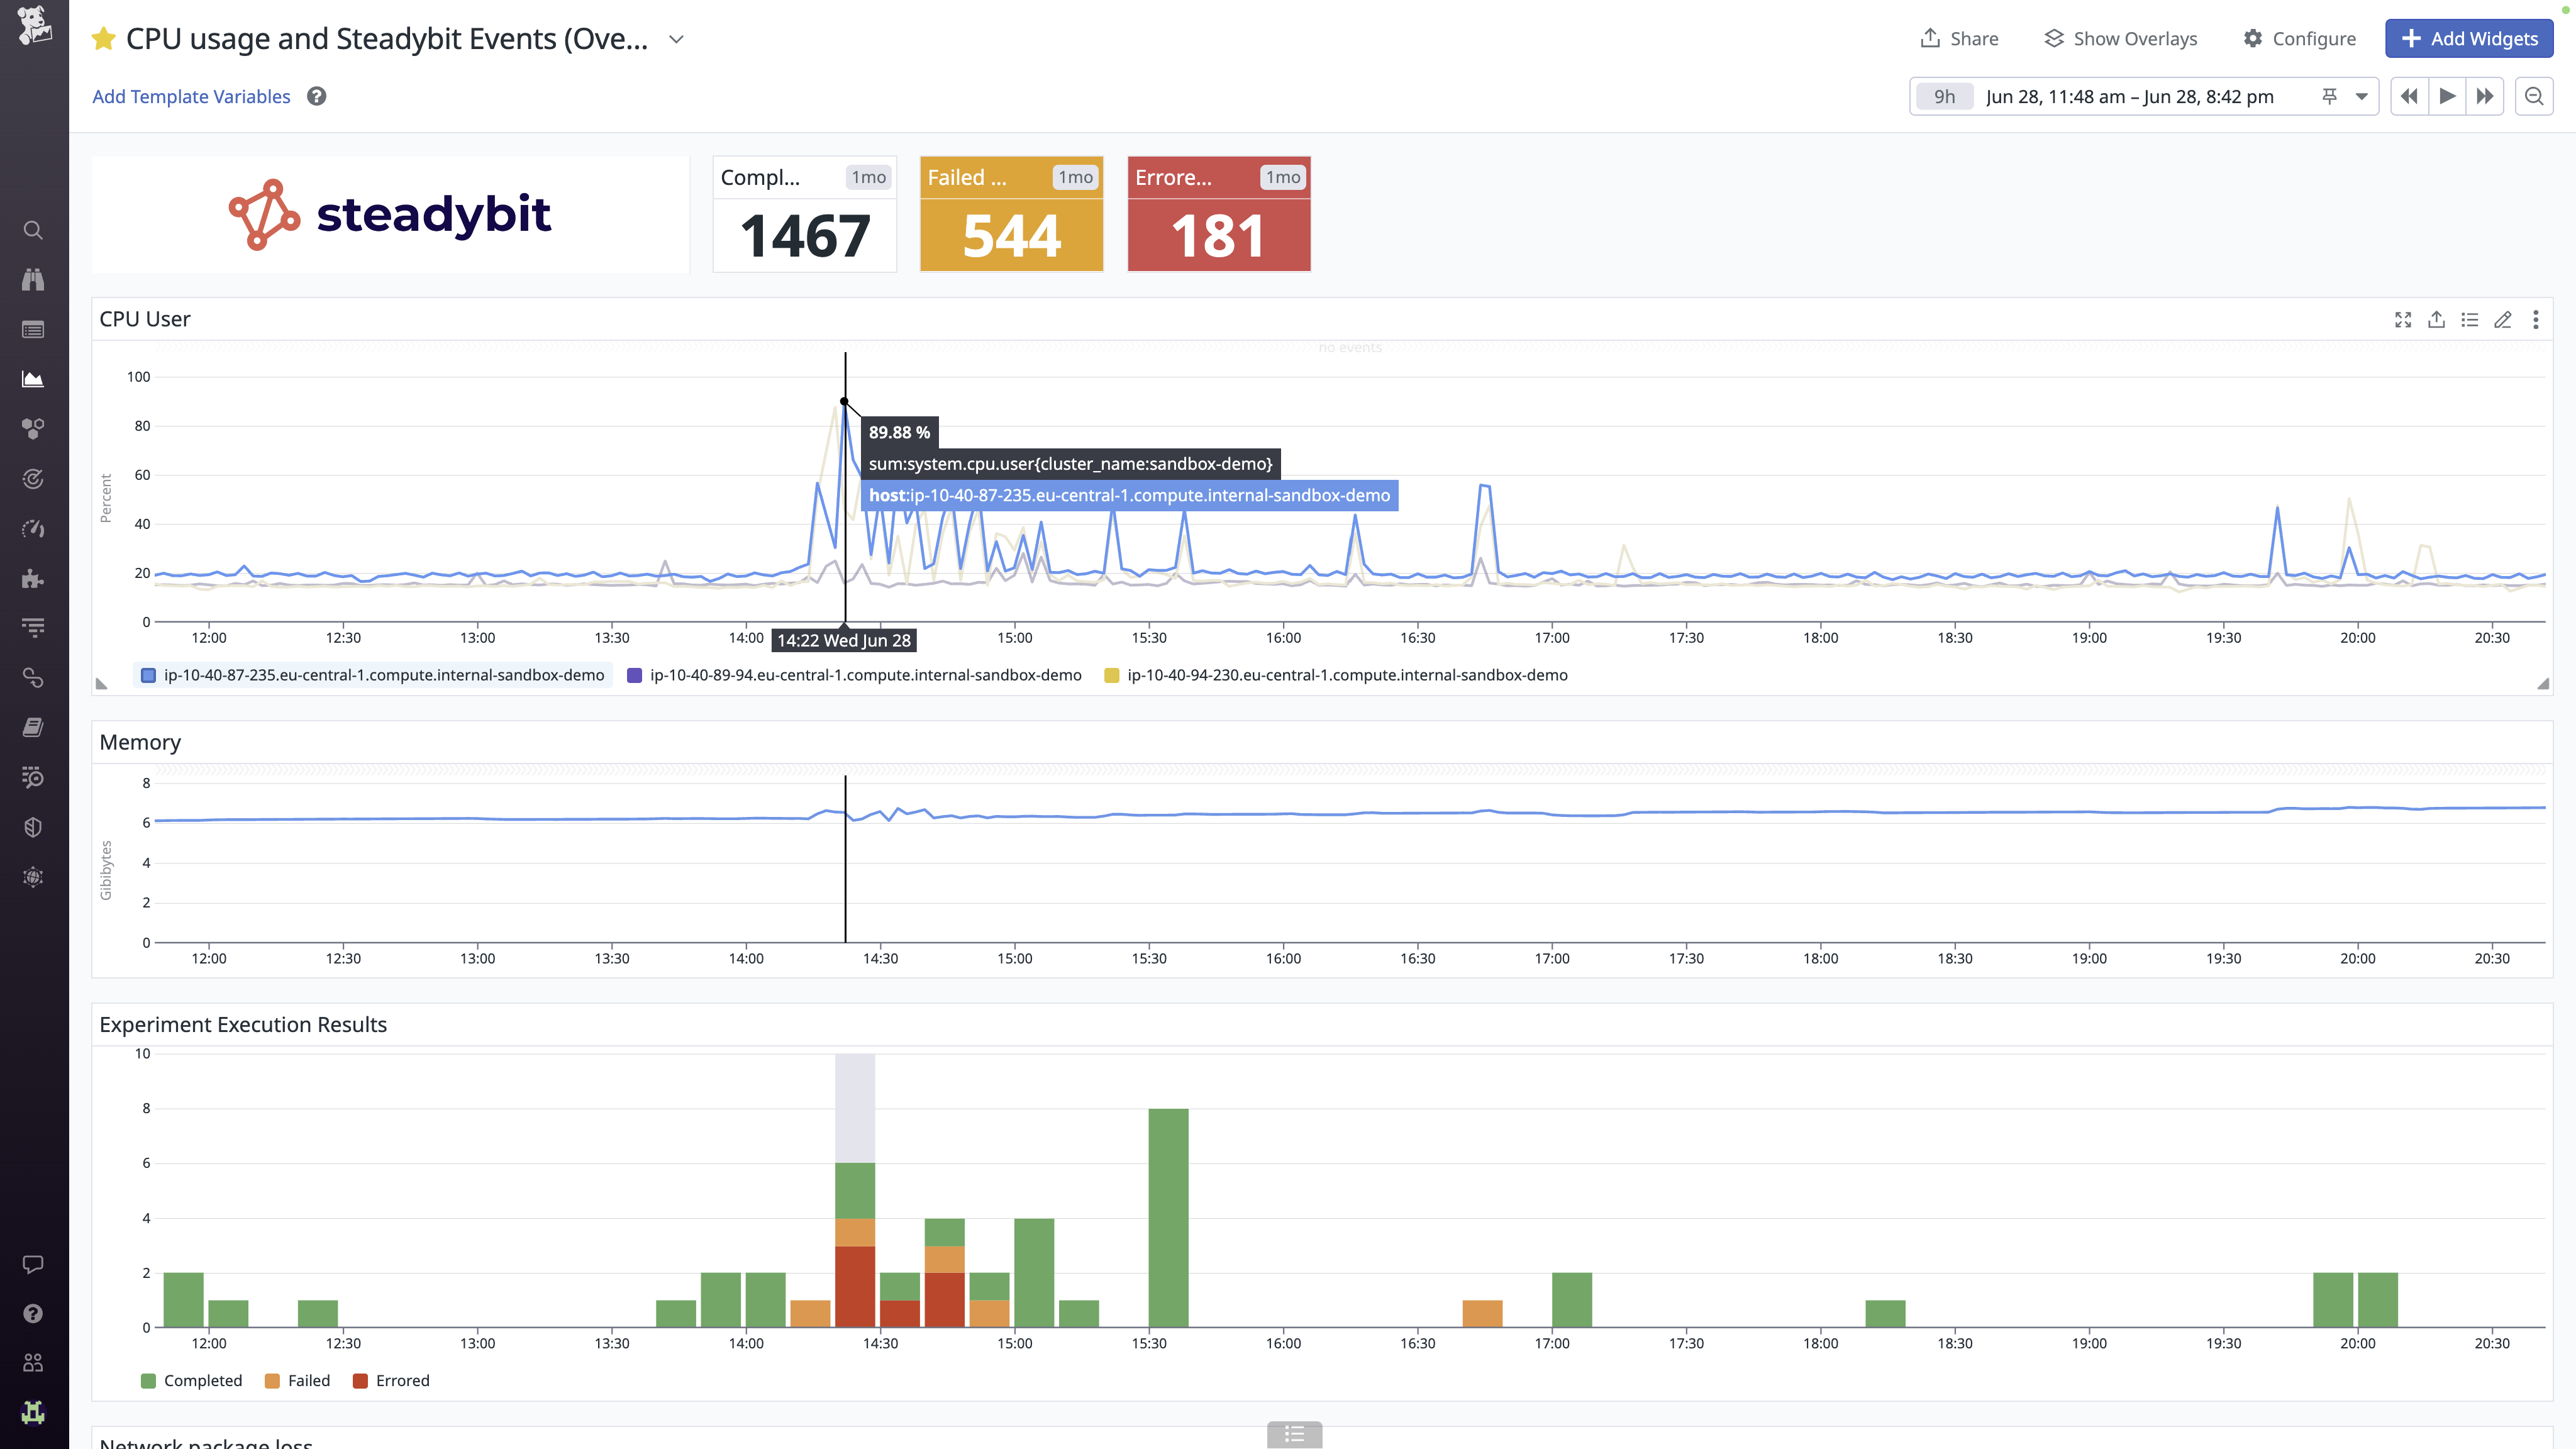 CPU usage and Steadybit Events (Ove...
Share
Show Overlays
Configure
Add Widgets
Add Template Variables
9h
Jun 28, 11:48 am – Jun 28, 8:42 pm
steadybit
Compl...
1mo
1467
Failed ...
1mo
544
Errore...
1mo
181
CPU User
no events
Percent
100
80
60
40
20
0
89.88 %
sum:system.cpu.user{cluster_name:sandbox-demo}
host:ip-10-40-87-235.eu-central-1.compute.internal-sandbox-demo
12:00 12:30 13:00 13:30 14:00 15:00 15:30 16:00 16:30 17:00 17:30 18:00 18:30 19:00 19:30 20:00 20:30
14:22 Wed Jun 28
ip-10-40-87-235.eu-central-1.compute.internal-sandbox-demo
ip-10-40-89-94.eu-central-1.compute.internal-sandbox-demo
ip-10-40-94-230.eu-central-1.compute.internal-sandbox-demo
Memory
Gibibytes
8
6
4
2
0
12:00 12:30 13:00 13:30 14:00 14:30 15:00 15:30 16:00 16:30 17:00 17:30 18:00 18:30 19:00 19:30 20:00 20:30
Experiment Execution Results
10
8
6
4
2
0
12:00 12:30 13:00 13:30 14:00 14:30 15:00 15:30 16:00 16:30 17:00 17:30 18:00 18:30 19:00 19:30 20:00 20:30
Completed
Failed
Errored
Network package loss